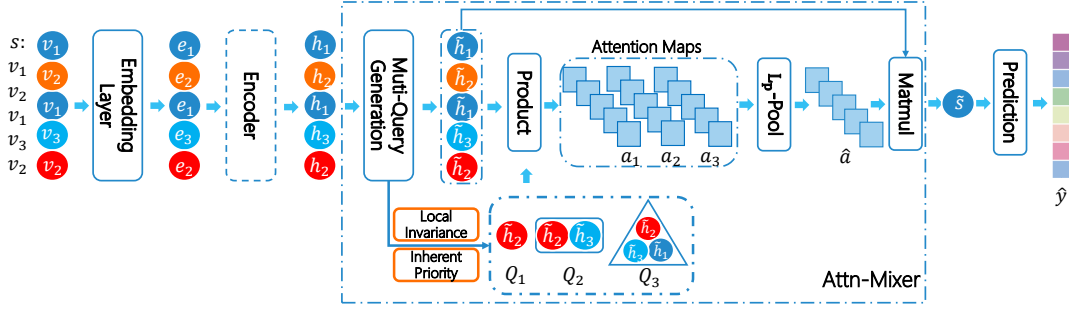 s: v₁ e₁ h₁ h̃₁
v₁ v₂ e₂ h₂ h̃₂
v₂ v₁ e₁ h₁ h̃₁
v₁ v₃ e₃ h₃ h̃₃
v₃
v₂ v₂ e₂ h₂ h̃₂
Embedding
Layer
Encoder
Muti-Query
Generation
Product
Attention Maps
a₁ a₂ a₃
Lp-Pool
â
Matmul
s̃
Prediction
ŷ
Local
Invariance
Inherent
Priority
h̃₂ h̃₂ h̃₃ h̃₂
h̃₃ h̃₁
Q₁ Q₂ Q₃
Attn-Mixer